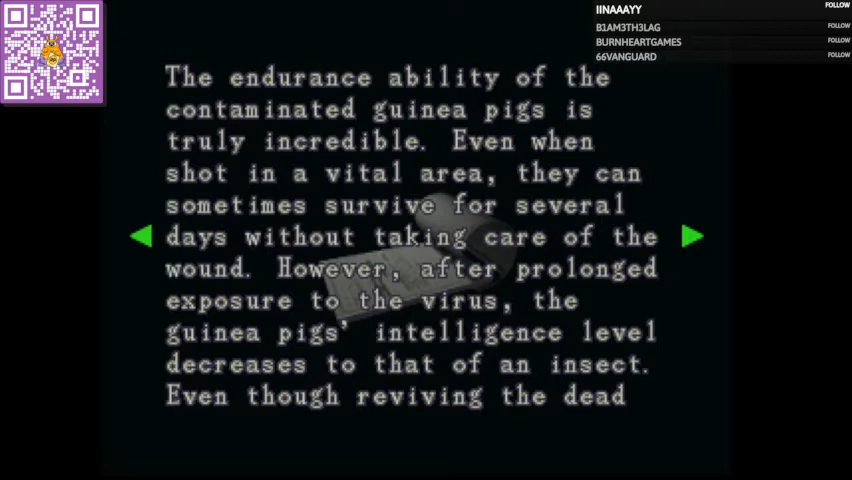 IINAAAYY FOLLOW
B1AM3TH3LAG FOLLOW
BURNHEARTGAMES FOLLOW
66VANGUARD FOLLOW
The endurance ability of the
contaminated guinea pigs is
truly incredible. Even when
shot in a vital area, they can
sometimes survive for several
days without taking care of the
wound. However, after prolonged
exposure to the virus, the
guinea pigs' intelligence level
decreases to that of an insect.
Even though reviving the dead